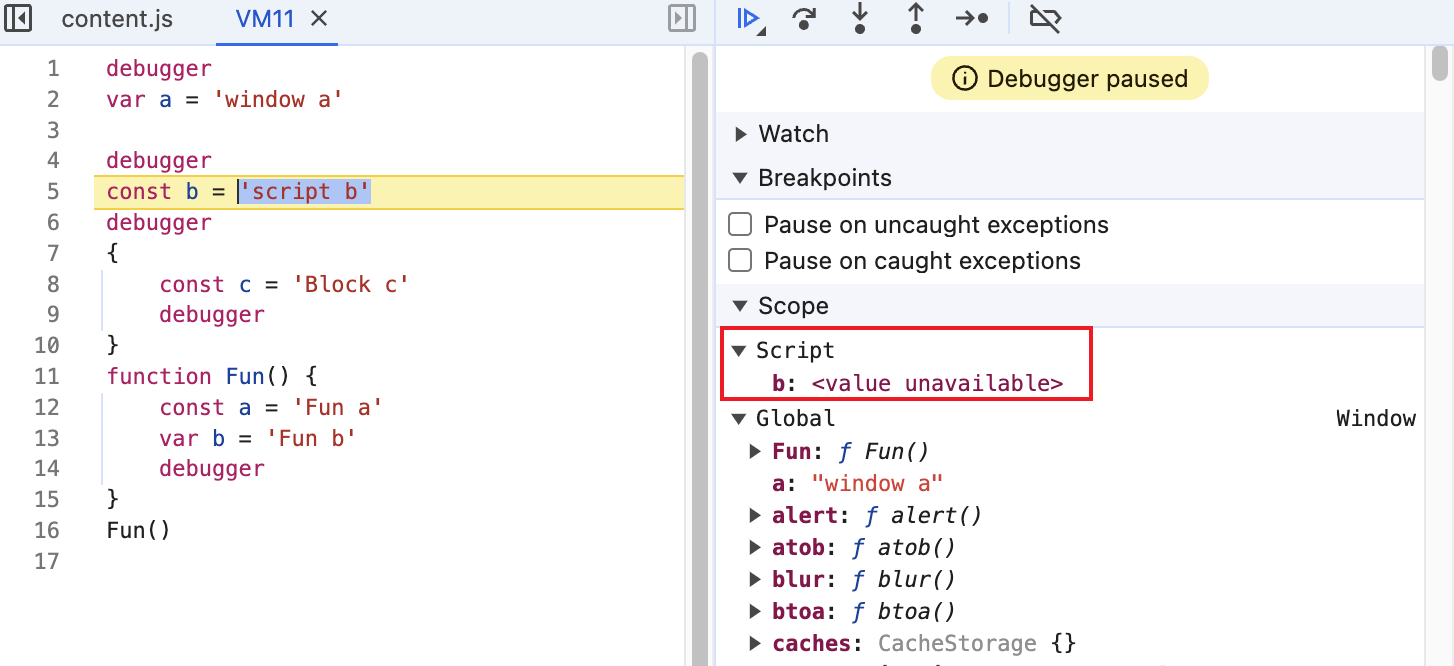 content.js VM11
1 debugger
2 var a = 'window a'
3
4 debugger
5 const b = 'script b'
6 debugger
7 {
8 const c = 'Block c'
9 debugger
10 }
11 function Fun() {
12 const a = 'Fun a'
13 var b = 'Fun b'
14 debugger
15 }
16 Fun()
17
Debugger paused
Watch
Breakpoints
Pause on uncaught exceptions
Pause on caught exceptions
Scope
Script
b: <value unavailable>
Global Window
Fun: ƒ Fun()
a: "window a"
alert: ƒ alert()
atob: ƒ atob()
blur: ƒ blur()
btoa: ƒ btoa()
caches: CacheStorage {}